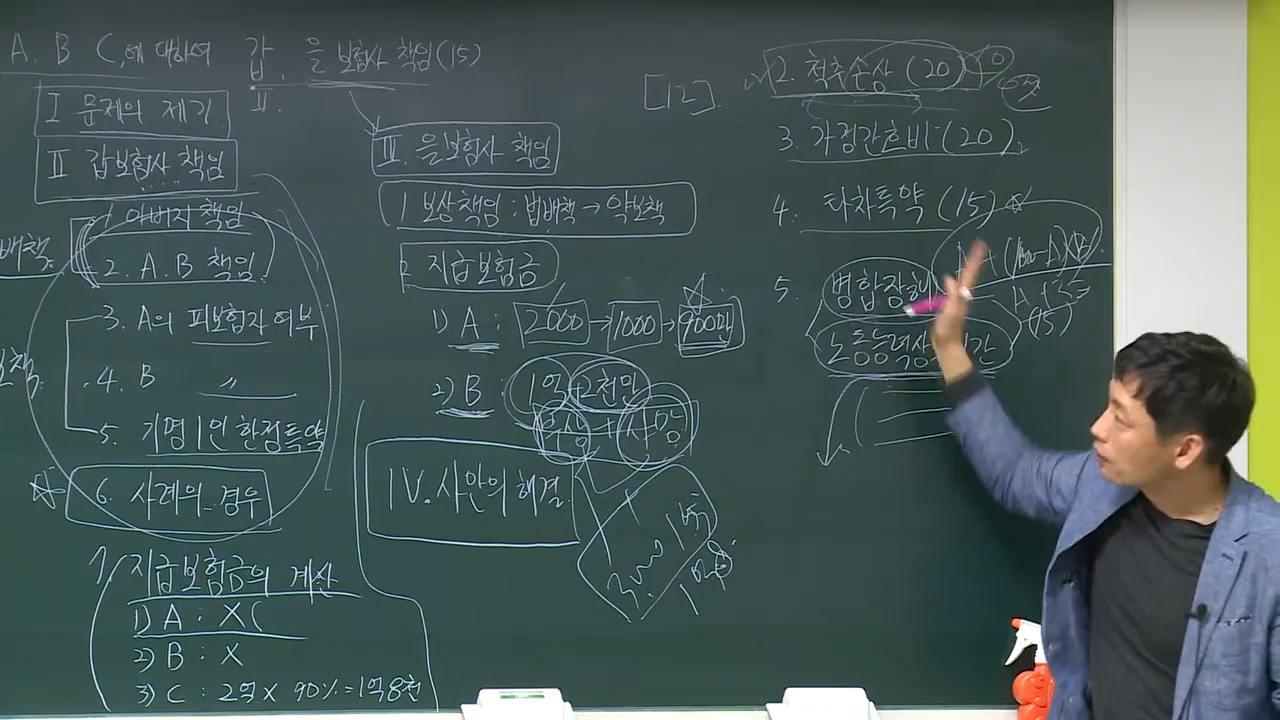 A. B C.에 대하여 갑, 을 보험사 책임(15)
I 문제의 제기
II 갑보험사 책임
아버지 책임
2. A.B 책임
3. A의 피보험자 여부
4. B 〃
5. 기명 1인 한정특약
6. 사례의 경우
지급보험금의 계산
1) A : X
2) B : X
3) C : 2억 X 90% = 1억8천
II.
III. 을보험사 책임
1 보상책임 : 법배책 → 약보책
2. 지급보험금
1) A : 2000 → 1000 → 900만
2) B : 1억 + 2천만
부상 + 사망
IV. 사안의 해결
[12]
2. 척추손상 (20)
3. 가정간호비 (20)
4. 타차특약 (15)
5. 병합장해
노동능력상실기간
(15)